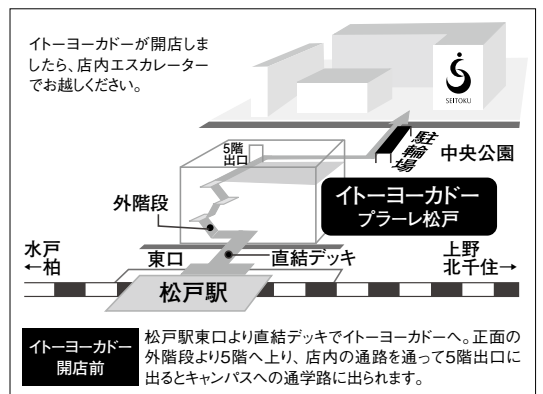 イトーヨーカドーが開店しま
したら、店内エスカレーター
でお越しください。
SEITOKU
5階
出口
駐輪場
中央公園
イトーヨーカドー
プラーレ松戸
外階段
水戸
←柏
東口
直結デッキ
上野
北千住→
松戸駅
イトーヨーカドー
開店前
松戸駅東口より直結デッキでイトーヨーカドーへ。正面の
外階段より5階へ上り、店内の通路を通って5階出口に
出るとキャンパスへの通学路に出られます。